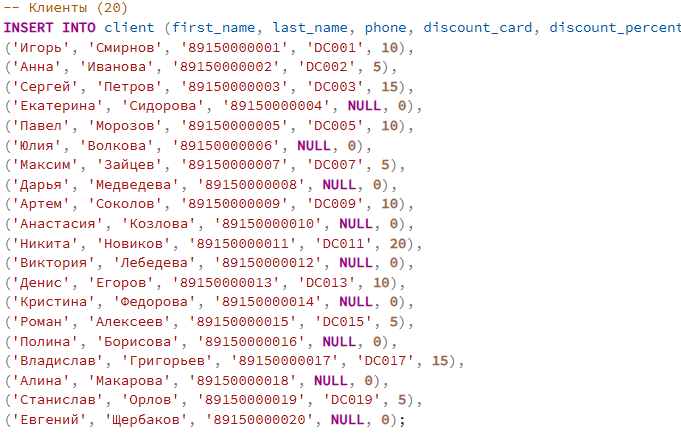 -- Клиенты (20)
INSERT INTO client (first_name, last_name, phone, discount_card, discount_percent
('Игорь', 'Смирнов', '89150000001', 'DC001', 10),
('Анна', 'Иванова', '89150000002', 'DC002', 5),
('Сергей', 'Петров', '89150000003', 'DC003', 15),
('Екатерина', 'Сидорова', '89150000004', NULL, 0),
('Павел', 'Морозов', '89150000005', 'DC005', 10),
('Юлия', 'Волкова', '89150000006', NULL, 0),
('Максим', 'Зайцев', '89150000007', 'DC007', 5),
('Дарья', 'Медведева', '89150000008', NULL, 0),
('Артем', 'Соколов', '89150000009', 'DC009', 10),
('Анастасия', 'Козлова', '89150000010', NULL, 0),
('Никита', 'Новиков', '89150000011', 'DC011', 20),
('Виктория', 'Лебедева', '89150000012', NULL, 0),
('Денис', 'Егоров', '89150000013', 'DC013', 10),
('Кристина', 'Федорова', '89150000014', NULL, 0),
('Роман', 'Алексеев', '89150000015', 'DC015', 5),
('Полина', 'Борисова', '89150000016', NULL, 0),
('Владислав', 'Григорьев', '89150000017', 'DC017', 15),
('Алина', 'Макарова', '89150000018', NULL, 0),
('Станислав', 'Орлов', '89150000019', 'DC019', 5),
('Евгений', 'Щербаков', '89150000020', NULL, 0);